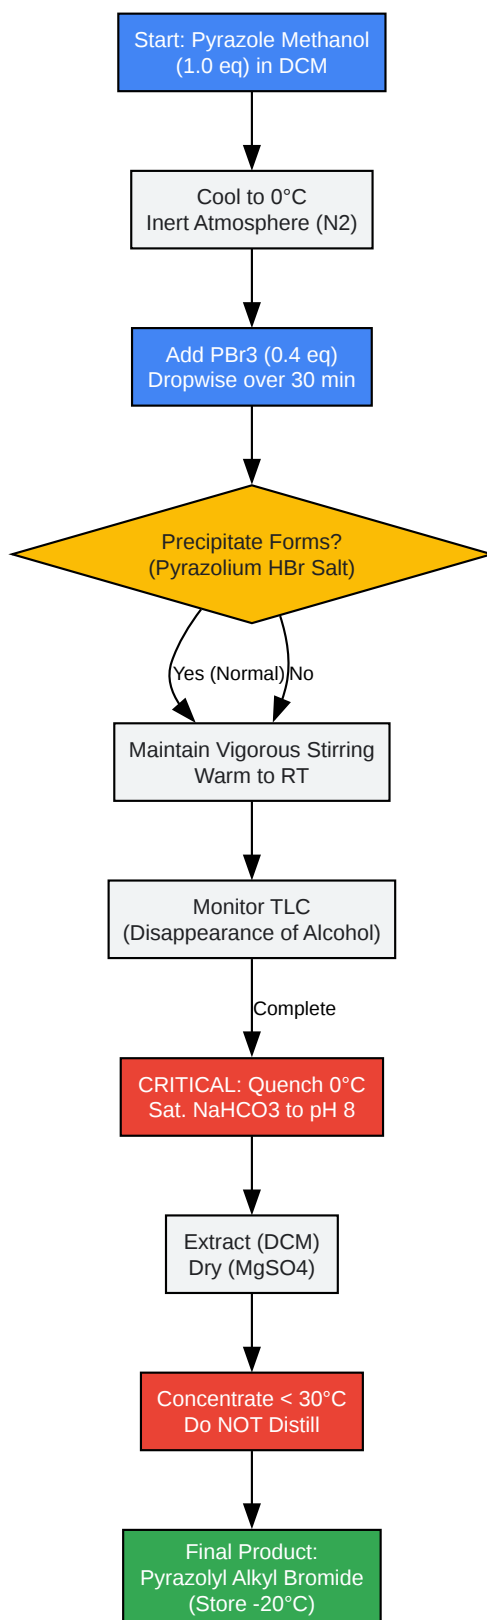 Start: Pyrazole Methanol
(1.0 eq) in DCM
Cool to 0°C
Inert Atmosphere (N2)
Add PBr3 (0.4 eq)
Dropwise over 30 min
Precipitate Forms?
(Pyrazolium HBr Salt)
Yes (Normal)
No
Maintain Vigorous Stirring
Warm to RT
Monitor TLC
(Disappearance of Alcohol)
Complete
CRITICAL: Quench 0°C
Sat. NaHCO3 to pH 8
Extract (DCM)
Dry (MgSO4)
Concentrate < 30°C
Do NOT Distill
Final Product:
Pyrazolyl Alkyl Bromide
(Store -20°C)